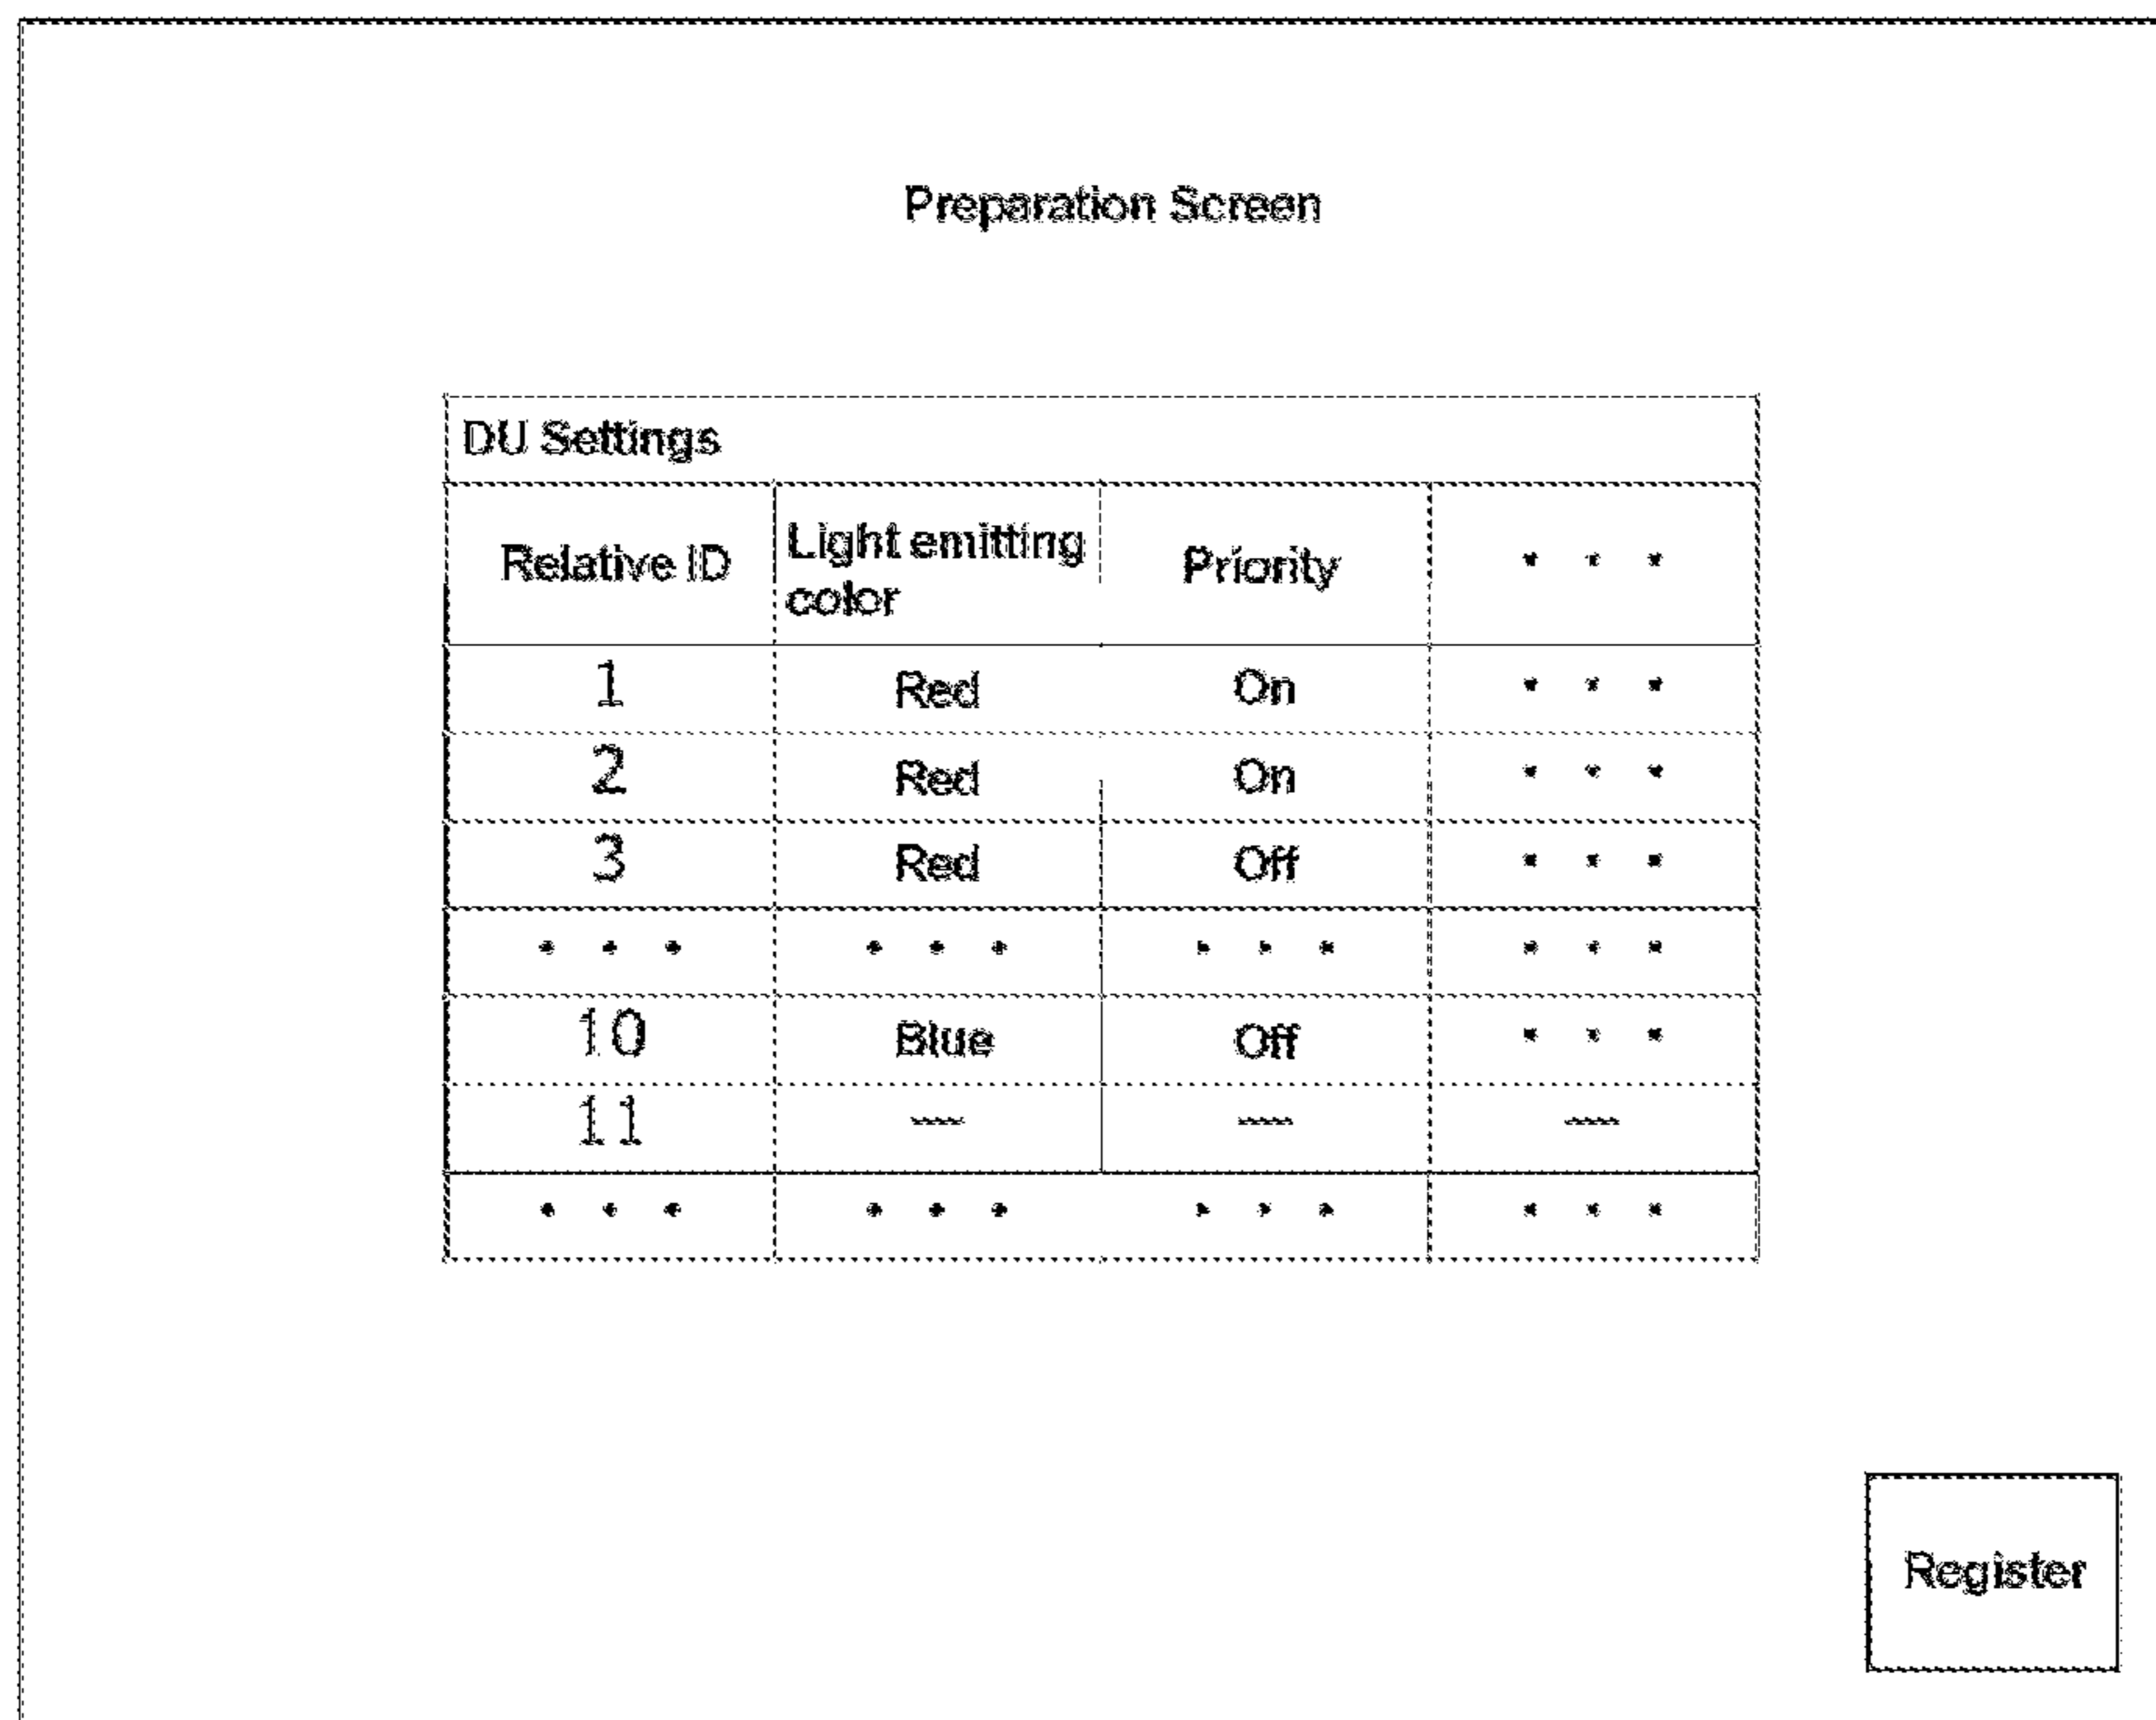 Preparation Screen
DU Settings
Relative ID Light emitting color Priority ・・・
1 Red On ・・・
2 Red On ・・・
3 Red Off ・・・
・・・ ・・・ ・・・ ・・・
10 Blue Off ・・・
11 — — —
・・・ ・・・ ・・・ ・・・
Register